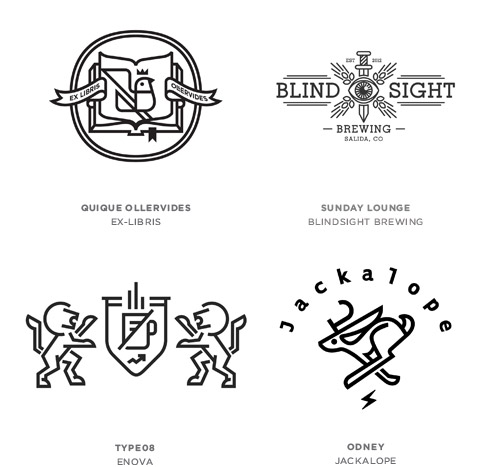 EX LIBRIS
OLLERVIDES
EST 2012
BLIND SIGHT
BREWING
SALIDA, CO
QUIQUE OLLERVIDES
EX-LIBRIS
SUNDAY LOUNGE
BLINDSIGHT BREWING
Jackalope
TYPE08
ENOVA
ODNEY
JACKALOPE